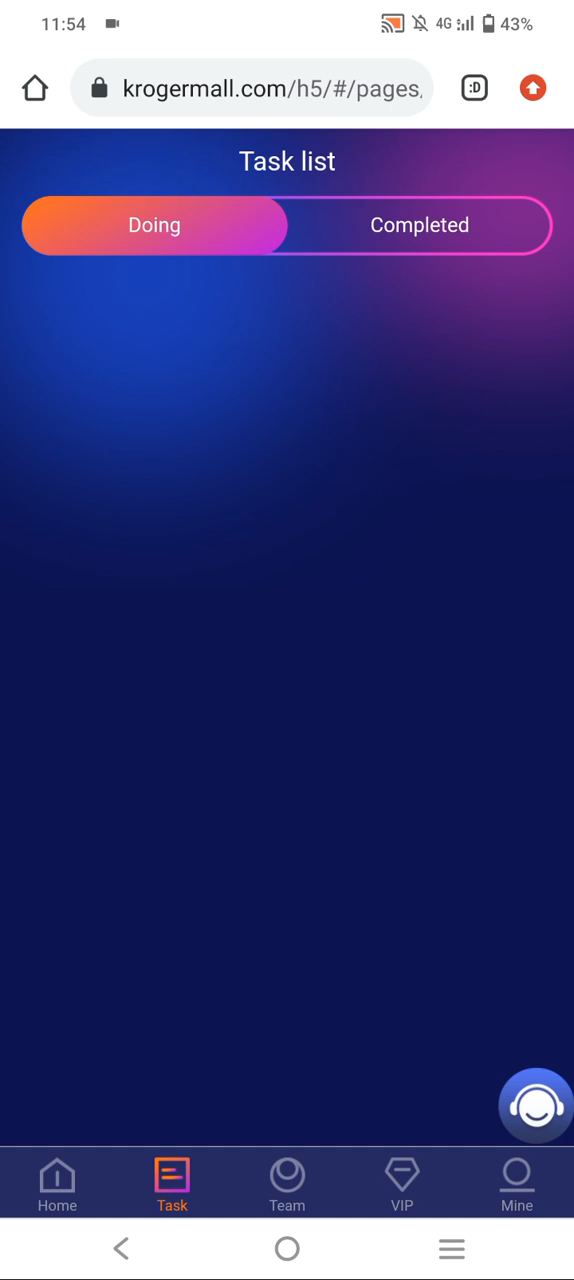 11:54
4G
43%
krogermall.com/h5/#/pages
:D
Task list
Doing
Completed
Home
Task
Team
VIP
Mine